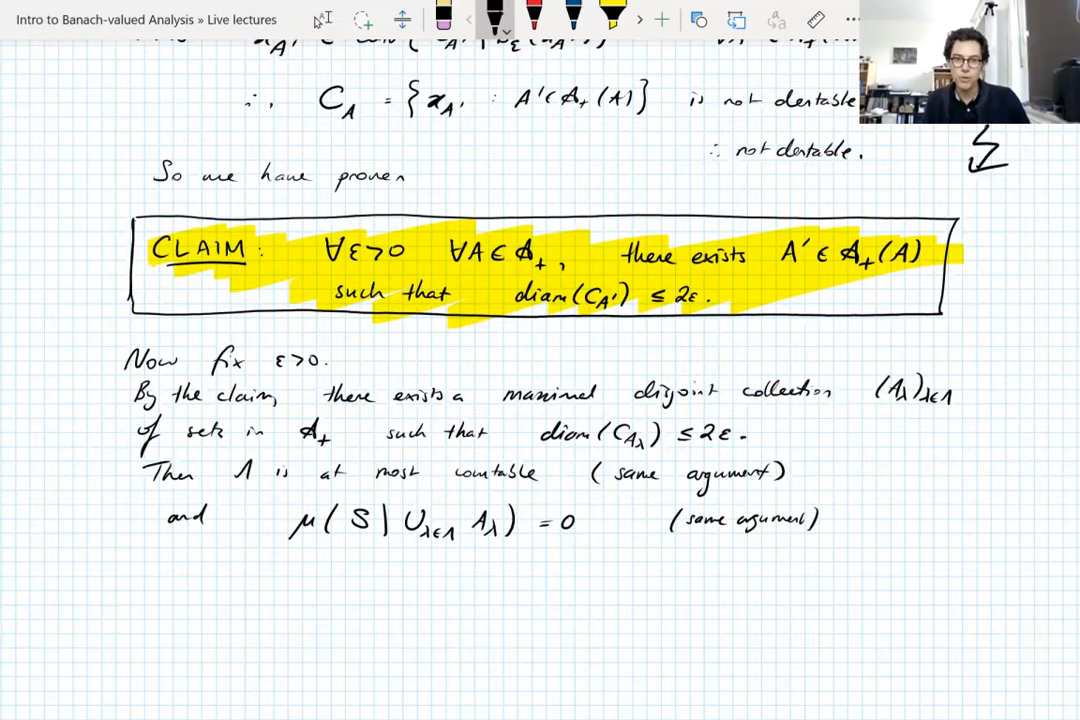 Intro to Banach-valued Analysis » Live lectures
∴ C_A = { x_A' : A' ∈ 𝒜_+(A) } is not dentable
∴ not dentable.
So we have proven
CLAIM: ∀ε>0 ∀A∈𝒜_+, there exists A' ∈ 𝒜_+(A)
such that diam(C_A') ≤ 2ε.
Now fix ε>0.
By the claim, there exists a maximal disjoint collection (A_λ)_λ∈Λ
of sets in 𝒜_+ such that diam(C_A_λ) ≤ 2ε.
Then Λ is at most countable (same argument)
and μ(S | ∪_λ∈Λ A_λ) = 0 (same argument)